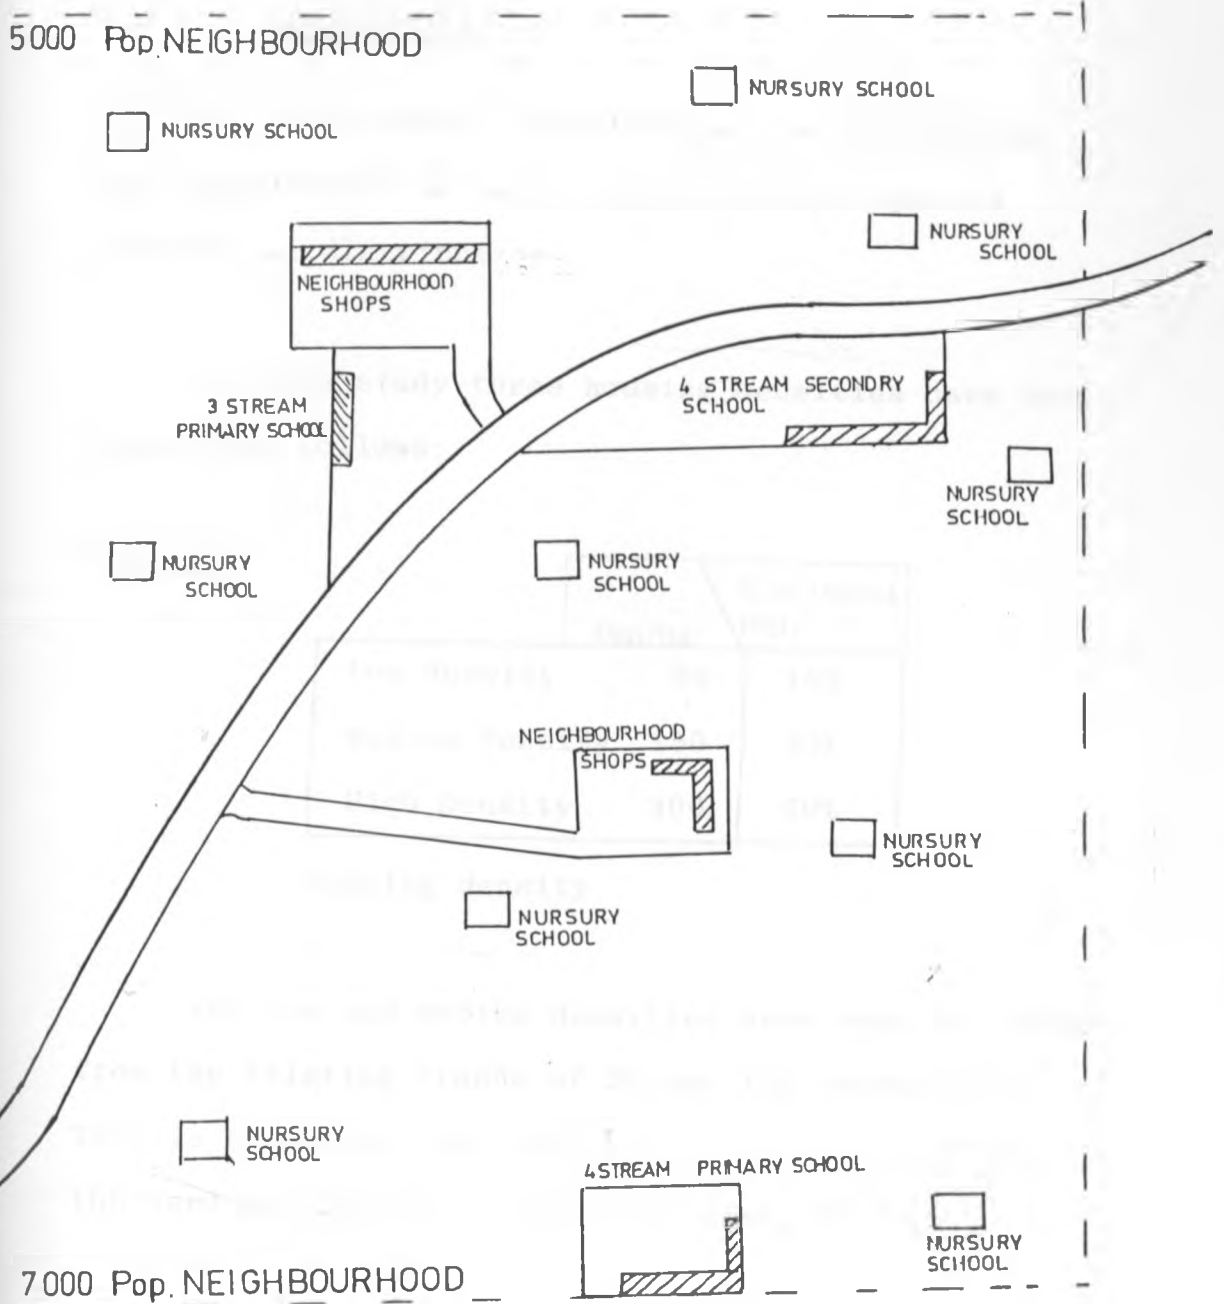 5000 Pop. NEIGHBOURHOOD
NURSURY SCHOOL
NURSURY SCHOOL
NURSURY
SCHOOL
NEIGHBOURHOOD
SHOPS
4 STREAM SECONDRY
SCHOOL
3 STREAM
PRIMARY SCHOOL
NURSURY
SCHOOL
NURSURY
SCHOOL
NURSURY
SCHOOL
NEIGHBOURHOOD
SHOPS
NURSURY
SCHOOL
NURSURY
SCHOOL
NURSURY
SCHOOL
4 STREAM PRIMARY SCHOOL
NURSURY
SCHOOL
7000 Pop. NEIGHBOURHOOD